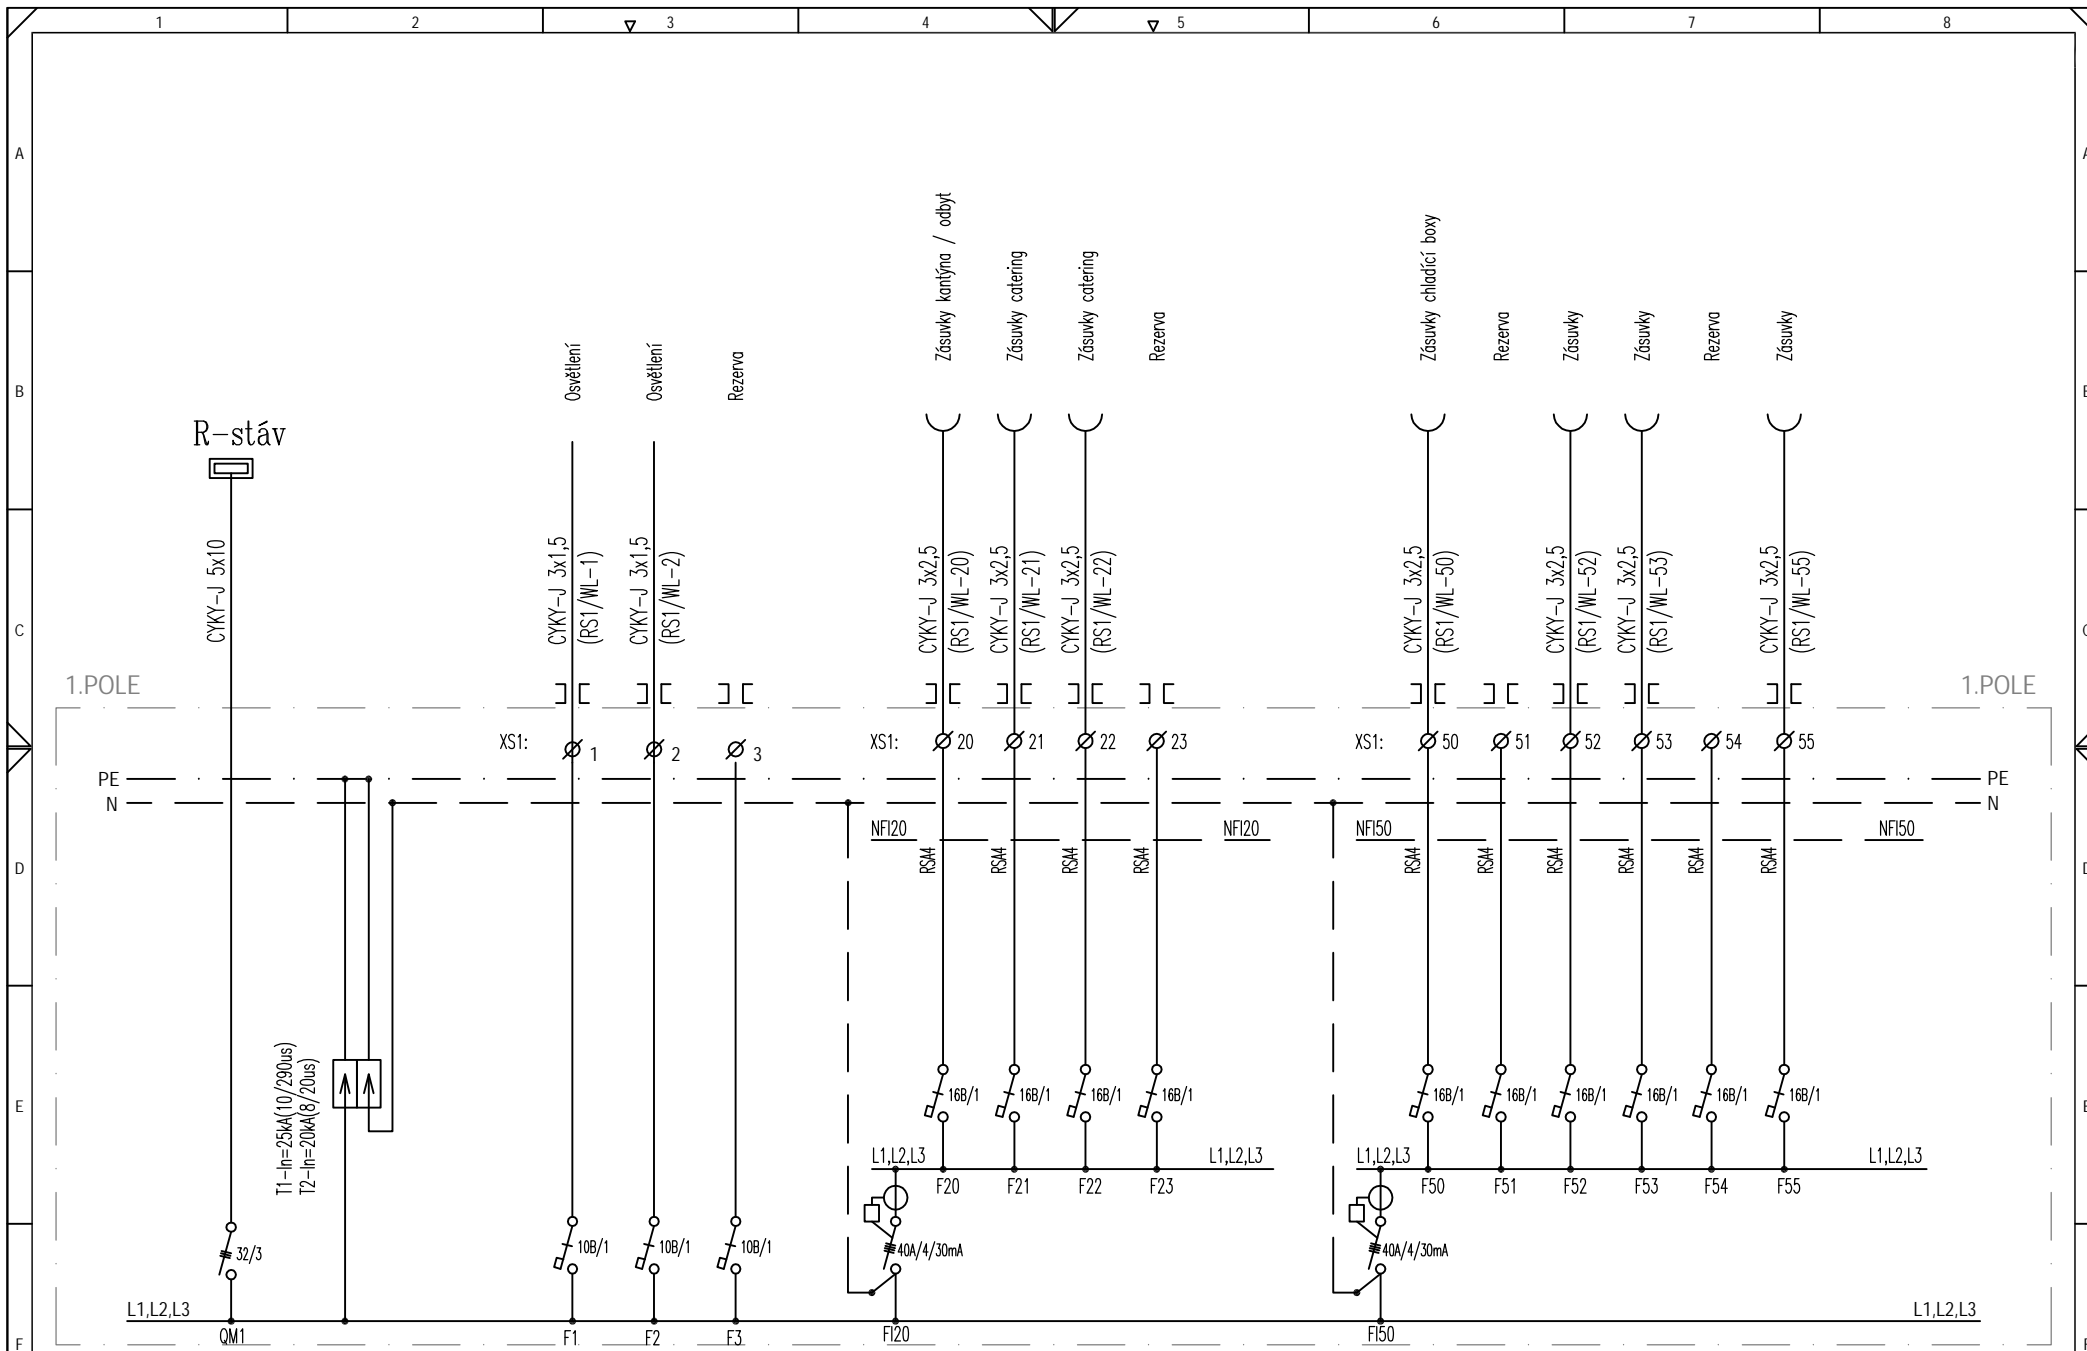 1 2 3 4 5 6 7 8
A
Zásuvky kantýna / odbyt
Zásuvky catering
Zásuvky catering
Rezerva
Zásuvky chladící boxy
Rezerva
Zásuvky
Zásuvky
Rezerva
Zásuvky
Osvětlení
Osvětlení
Rezerva
B
R-stáv
CYKY-J 5x10
CYKY-J 3x1,5
(RS1/WL-1)
CYKY-J 3x1,5
(RS1/WL-2)
CYKY-J 3x2,5
(RS1/WL-20)
CYKY-J 3x2,5
(RS1/WL-21)
CYKY-J 3x2,5
(RS1/WL-22)
CYKY-J 3x2,5
(RS1/WL-50)
CYKY-J 3x2,5
(RS1/WL-52)
CYKY-J 3x2,5
(RS1/WL-53)
CYKY-J 3x2,5
(RS1/WL-55)
C
1.POLE 1.POLE
XS1: 1 2 3 XS1: 20 21 22 23 XS1: 50 51 52 53 54 55
PE PE
N N
NFI20 NFI20 NFI50 NFI50
RSA4 RSA4 RSA4 RSA4 RSA4 RSA4 RSA4 RSA4 RSA4 RSA4
D
T1-In=25kA(10/290us)
T2-In=20kA(8/20us)
E
16B/1 16B/1 16B/1 16B/1 16B/1 16B/1 16B/1 16B/1 16B/1 16B/1
L1,L2,L3 L1,L2,L3 L1,L2,L3 L1,L2,L3
F20 F21 F22 F23 F50 F51 F52 F53 F54 F55
32/3 10B/1 10B/1 10B/1 40A/4/30mA 40A/4/30mA
L1,L2,L3 L1,L2,L3
F QM1 F1 F2 F3 FI20 FI50